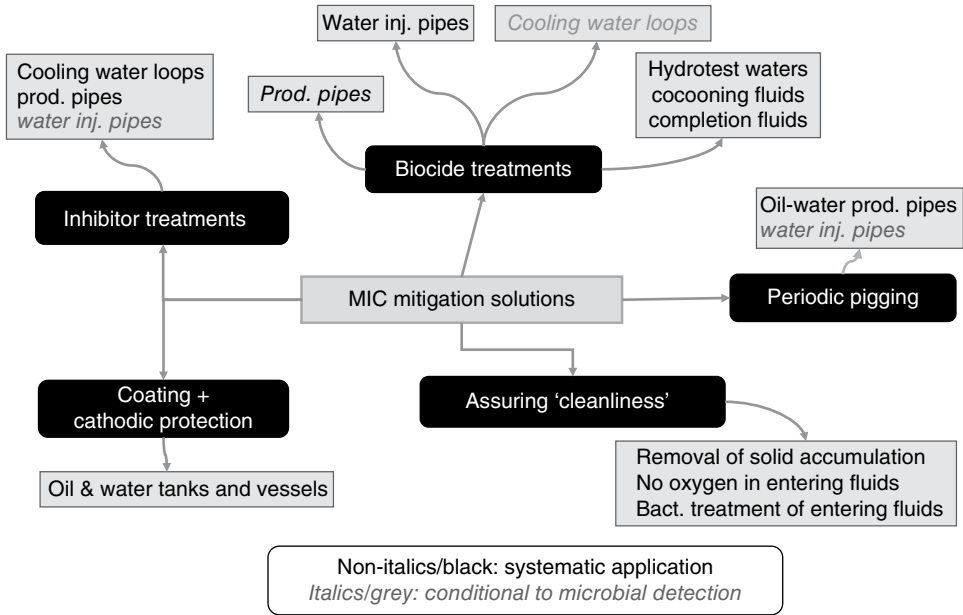 Water inj. pipes
Cooling water loops
Cooling water loops
prod. pipes
water inj. pipes
Prod. pipes
Hydrotest waters
cocooning fluids
completion fluids
Biocide treatments
Inhibitor treatments
Oil-water prod. pipes
water inj. pipes
MIC mitigation solutions
Periodic pigging
Coating +
cathodic protection
Assuring ‘cleanliness’
Oil & water tanks and vessels
Removal of solid accumulation
No oxygen in entering fluids
Bact. treatment of entering fluids
Non-italics/black: systematic application
Italics/grey: conditional to microbial detection